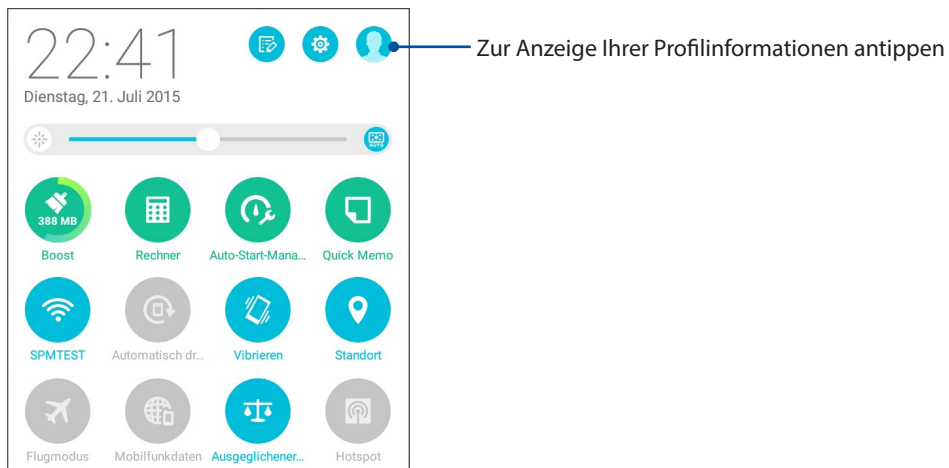 22:41
Zur Anzeige Ihrer Profilinformationen antippen
Dienstag, 21. Juli 2015
AUTO
388 MB
Boost
Rechner
Auto-Start-Mana...
Quick Memo
SPMTEST
Automatisch dr...
Vibrieren
Standort
Flugmodus
Mobilfunkdaten
Ausgeglichener...
Hotspot